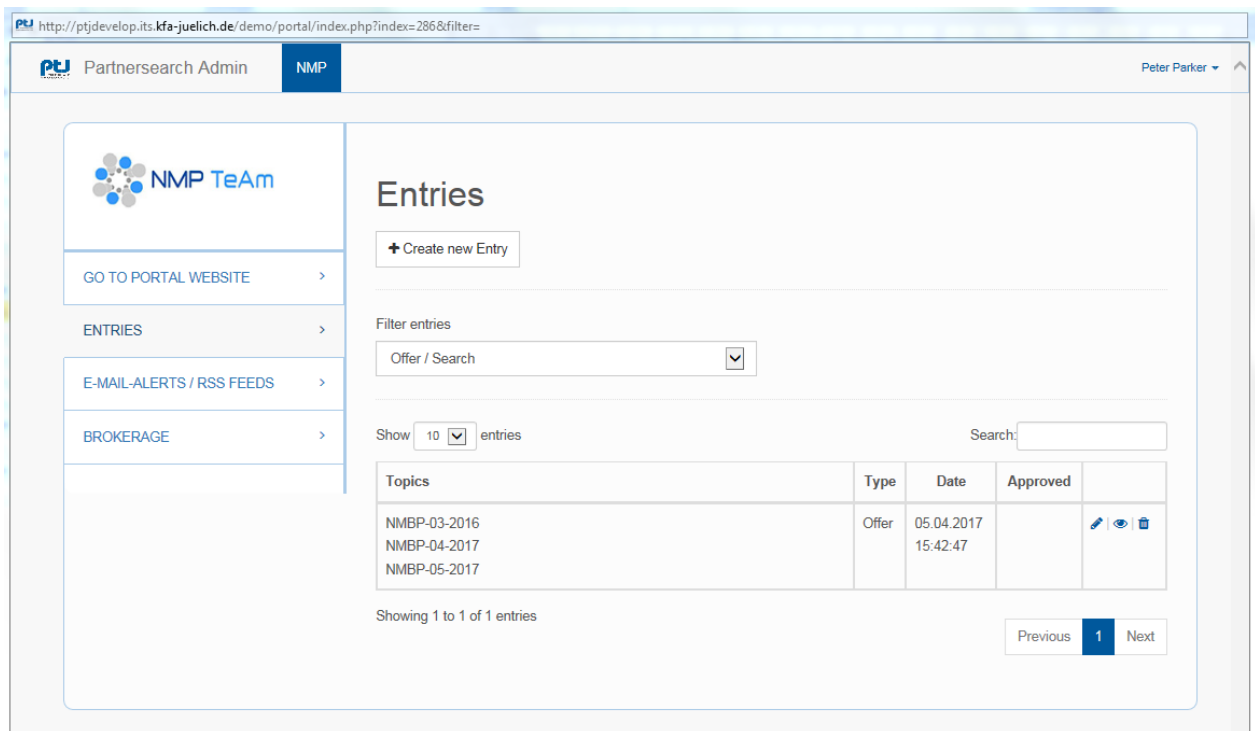 http://ptjdevelop.its.kfa-juelich.de/demo/portal/index.php?index=286&filter=
ptJ Partnersearch Admin NMP Peter Parker
NMP TeAm
GO TO PORTAL WEBSITE
ENTRIES
E-MAIL-ALERTS / RSS FEEDS
BROKERAGE
Entries
+ Create new Entry
Filter entries
Offer / Search
Show 10 entries Search:
Topics Type Date Approved
NMBP-03-2016 Offer 05.04.2017
NMBP-04-2017 15:42:47
NMBP-05-2017
Showing 1 to 1 of 1 entries
Previous 1 Next